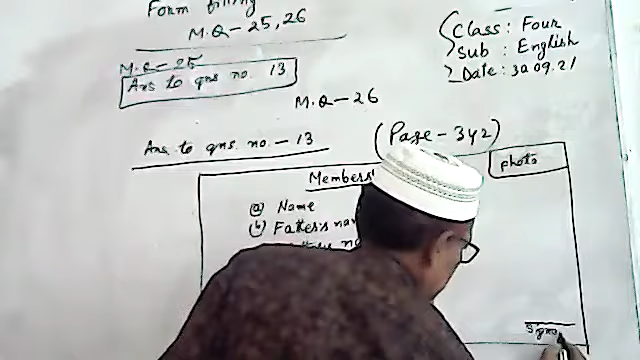 Form filling
M.Q-25,26
Class: Four
Sub: English
Date: 30.09.21
M.Q-25
Ans to qns no. 13
M.Q-26
Ans to qns. no. -13
(Page-342)
photo
(a) Name
(b)